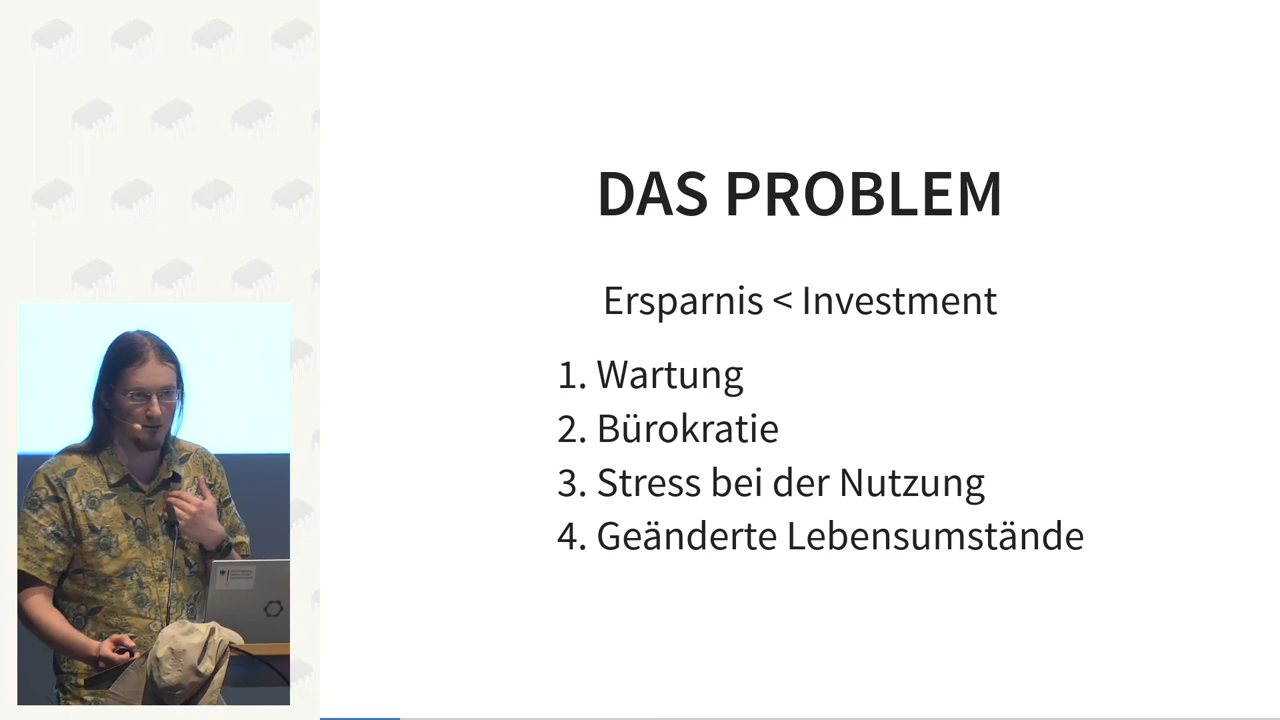 DAS PROBLEM
Ersparnis < Investment
1. Wartung
2. Bürokratie
3. Stress bei der Nutzung
4. Geänderte Lebensumstände